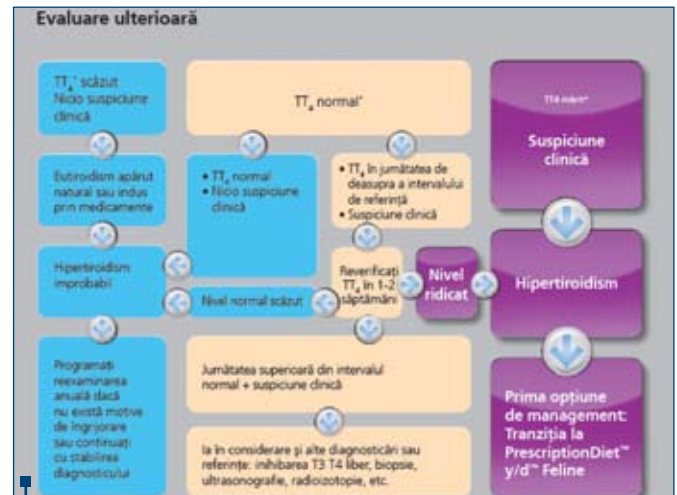 Evaluare ulterioară
TT4* scăzut
Nicio suspiciune
clinică
TT4 normal*
TT4 mărit*
Suspiciune
clinică
Eutiroidism apărut
natural sau indus
prin medicamente
• TT4 normal
• Nicio suspiciune
clinică
• TT4 în jumătatea de
deasupra a intervalului
de referință
• Suspiciune clinică
Hipertiroidism
improbabil
Nivel normal scăzut
Reverificați
TT4 în 1-2
săptămâni
Nivel
ridicat
Hipertiroidism
Programați
reexaminarea
anuală dacă
nu există motive
de îngrijorare
sau continuați
cu stabilirea
diagnosticului
Jumătatea superioară din intervalul
normal + suspiciune clinică
Ia în considerare și alte diagnosticări sau
referințe: inhibarea T3 T4 liber, biopsie,
ultrasonografie, radioizotopie, etc.
Prima opțiune
de management:
Tranziția la
PrescriptionDiet™
y/d™ Feline